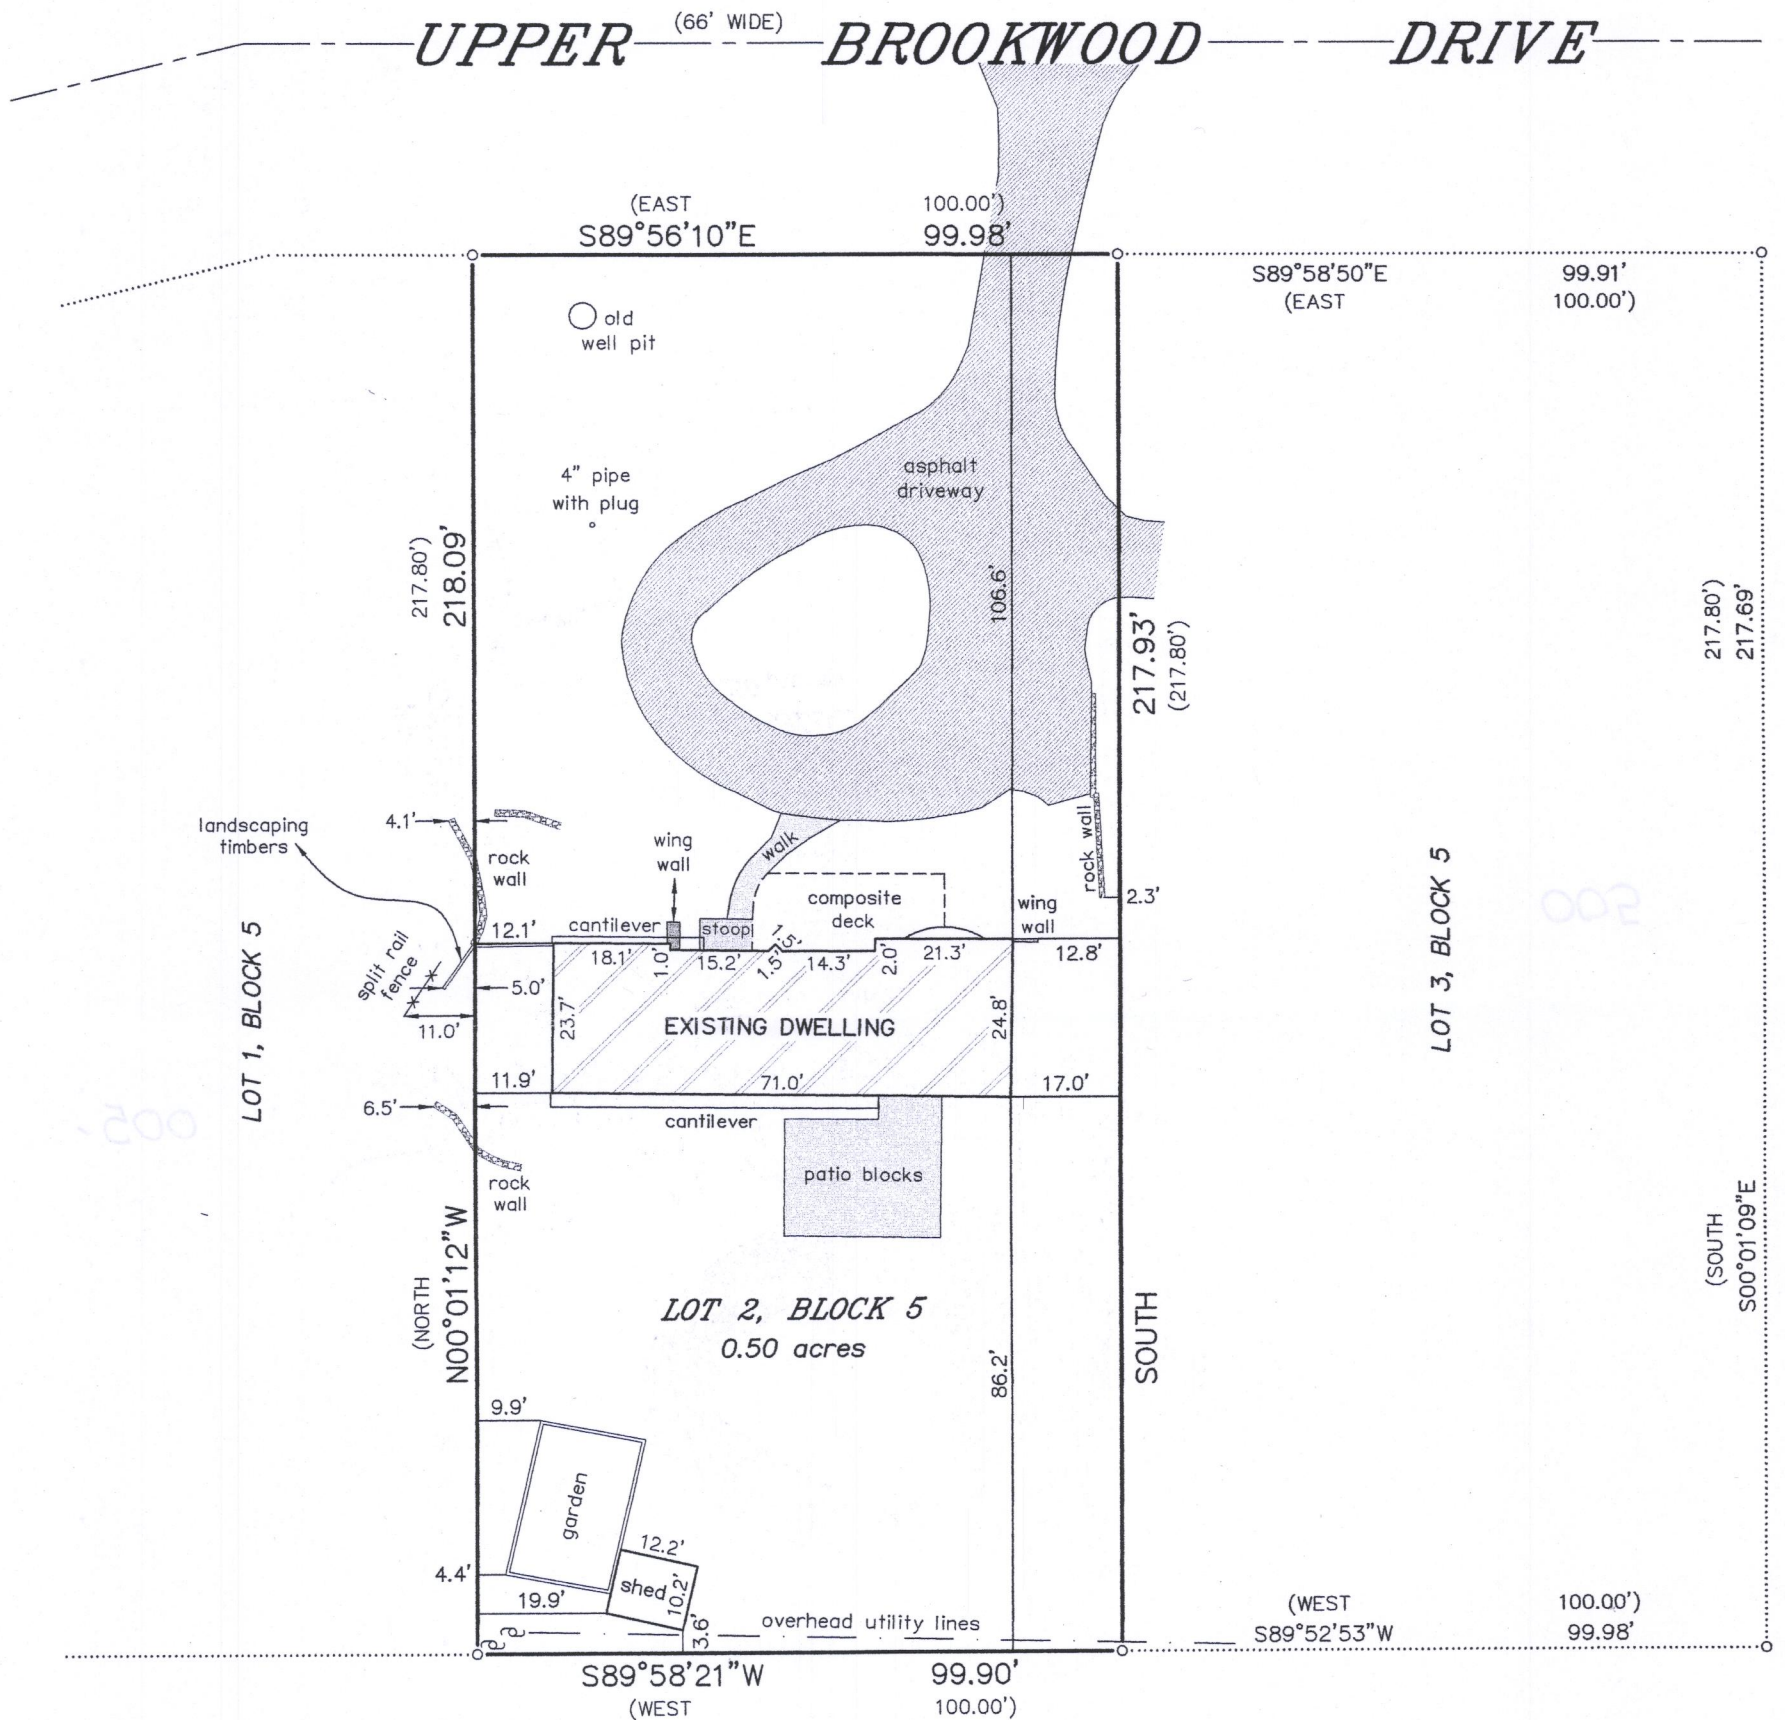 (66' WIDE)
UPPER BROOKWOOD DRIVE
(EAST 100.00')
S89°56'10"E 99.98'
S89°58'50"E 99.91'
(EAST 100.00')
old
well pit
4" pipe
with plug
asphalt
driveway
217.80')
218.09'
106.6'
217.93'
(217.80')
217.80')
217.69'
landscaping
timbers
4.1'
rock
wall
wing
wall
walk
rock wall
2.3'
composite
deck
wing
wall
12.1'
cantilever
stoop
18.1'
1.0'
15.2'
1.5'
1.5'
14.3'
2.0'
21.3'
12.8'
split rail
fence
5.0'
11.0'
23.7'
EXISTING DWELLING
24.8'
LOT 1, BLOCK 5
LOT 3, BLOCK 5
11.9'
71.0'
17.0'
6.5'
cantilever
rock
wall
patio blocks
(NORTH
N00°01'12"W
LOT 2, BLOCK 5
0.50 acres
86.2'
SOUTH
(SOUTH
S00°01'09"E
9.9'
garden
12.2'
4.4'
shed
10.2'
19.9'
3.6'
overhead utility lines
(WEST 100.00')
S89°52'53"W 99.98'
S89°58'21"W 99.90'
(WEST 100.00')